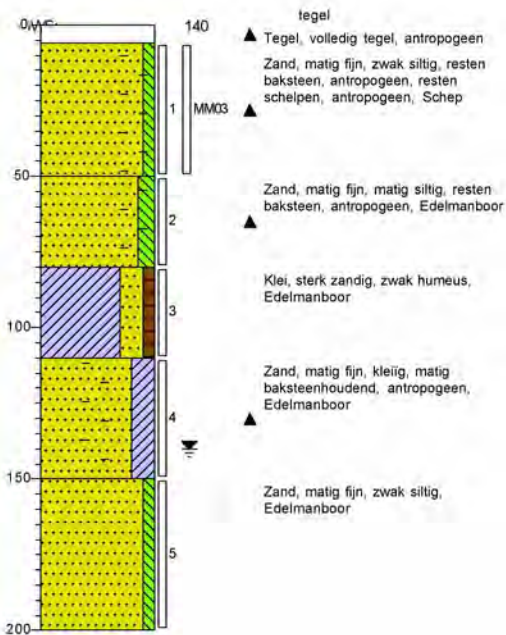 tegel
0
140
Tegel, volledig tegel, antropogeen
Zand, matig fijn, zwak siltig, resten
baksteen, antropogeen, resten
schelpen, antropogeen, Schep
1
MM03
50
Zand, matig fijn, matig siltig, resten
baksteen, antropogeen, Edelmanboor
2
Klei, sterk zandig, zwak humeus,
Edelmanboor
3
100
Zand, matig fijn, kleiïg, matig
baksteenhoudend, antropogeen,
Edelmanboor
4
150
Zand, matig fijn, zwak siltig,
Edelmanboor
5
200